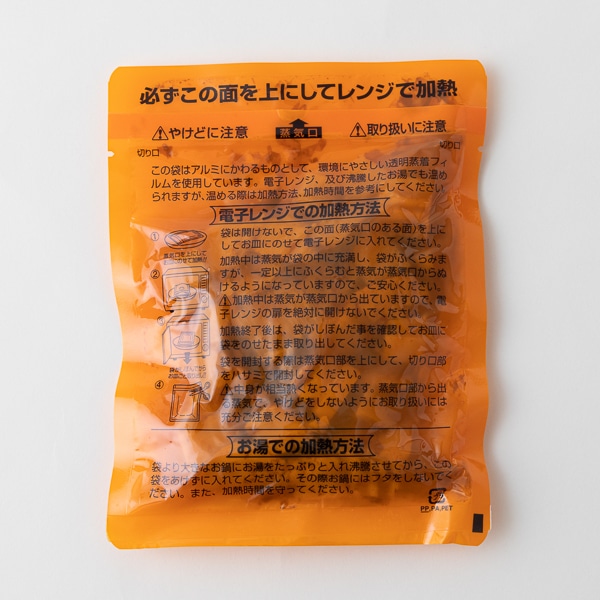 必ずこの面を上にしてレンジで加熱
⚠やけどに注意 蒸気口 ⚠取り扱いに注意
切り口 切り口
この袋はアルミにかわるものとして、環境にやさしい透明蒸着フィ
ルムを使用しています。電子レンジ、及び沸騰したお湯でも温め
られますが、温める際は加熱方法、加熱時間を参考にしてください
電子レンジでの加熱方法
① 袋は開けないで、この面(蒸気口のある面)を上に
してお皿にのせて電子レンジに入れてください。
蒸気口を上にして
お皿にのせて加熱
② 加熱中は蒸気が袋の中に充満し、袋がふくらみま
すが、一定以上にふくらむと蒸気が蒸気口からぬ
けるようになっていますので、ご安心ください。
⚠加熱中は蒸気が蒸気口から出ていますので、電
子レンジの扉を絶対に開けないでください。
③ 加熱終了後は、袋がしぼんだ事を確認してお皿に
袋をのせたまま取り出してください。
④ 袋を開封する際は蒸気口部を上にして、切り口部
をハサミで開封してください。
⚠中身が相当熱くなっています。蒸気口部から出
る蒸気で、やけどをしないようにお取り扱いには
充分ご注意ください。
お湯での加熱方法
袋より大きなお鍋にお湯をたっぷりと入れ沸騰させてから、この
袋をあけずに入れてください。その際お鍋にはフタをしないでく
ださい。また、加熱時間を守ってください。
プラ
PP,PA,PET